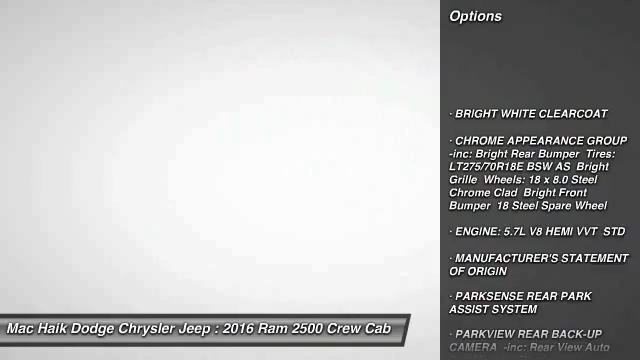 Options
· BRIGHT WHITE CLEARCOAT
· CHROME APPEARANCE GROUP
-inc: Bright Rear Bumper Tires:
LT275/70R18E BSW AS Bright
Grille Wheels: 18 x 8.0 Steel
Chrome Clad Bright Front
Bumper 18 Steel Spare Wheel
· ENGINE: 5.7L V8 HEMI VVT STD
· MANUFACTURER'S STATEMENT
OF ORIGIN
· PARKSENSE REAR PARK
ASSIST SYSTEM
· PARKVIEW REAR BACK-UP
CAMERA -inc: Rear View Auto
Mac Haik Dodge Chrysler Jeep : 2016 Ram 2500 Crew Cab